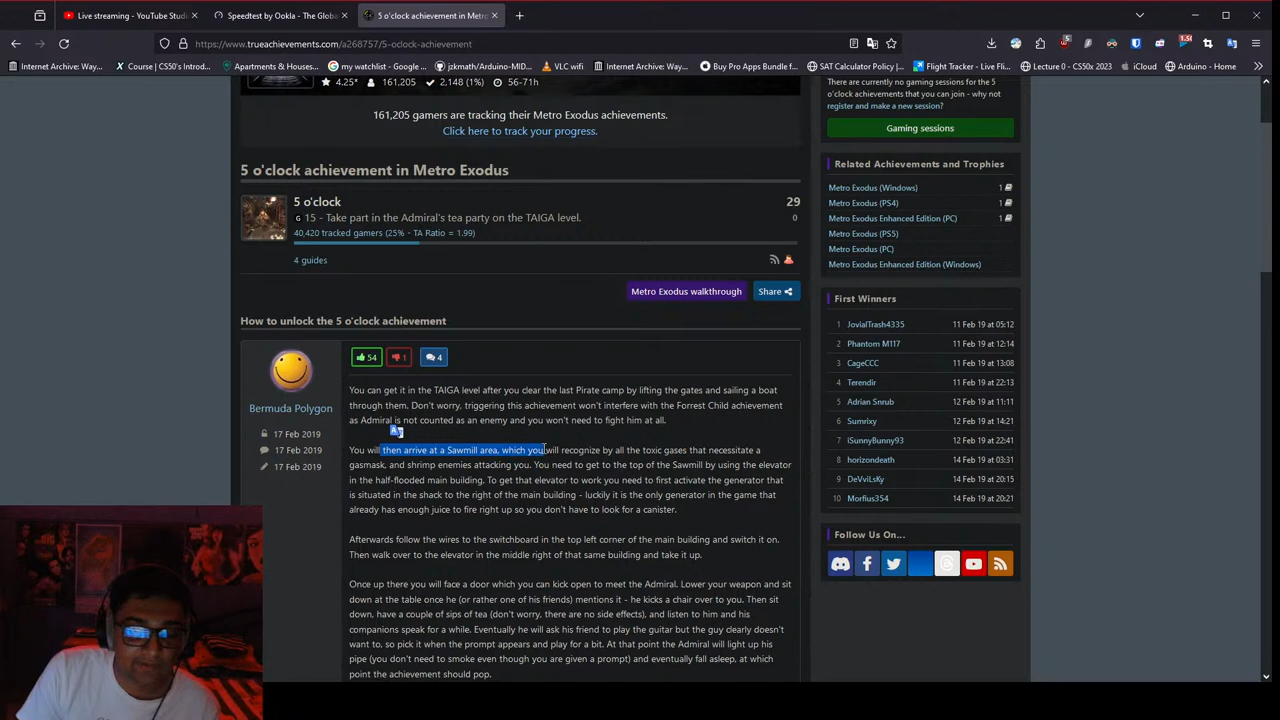 Live streaming - YouTube Studi
Speedtest by Ookla - The Globa
5 o'clock achievement in Metro
https://www.trueachievements.com/a268757/5-oclock-achievement
Internet Archive: Way...
Course | CS50's Introd...
Apartments & Houses...
my watchlist - Google...
jzkmath/Arduino-MID...
VLC wifi
Internet Archive: Way...
Buy Pro Apps Bundle f...
SAT Calculator Policy |...
Flight Tracker - Live Fli...
Lecture 0 - CS50x 2023
iCloud
Arduino - Home
4.25* 161,205 2,148 (1%) 56-71h
161,205 gamers are tracking their Metro Exodus achievements.
Click here to track your progress.
5 o'clock achievement in Metro Exodus
5 o'clock 29
G 15 - Take part in the Admiral's tea party on the TAIGA level. 0
40,420 tracked gamers (25% - TA Ratio = 1.99)
4 guides
Metro Exodus walkthrough
Share
How to unlock the 5 o'clock achievement
Bermuda Polygon
17 Feb 2019
17 Feb 2019
17 Feb 2019
54 1 4
You can get it in the TAIGA level after you clear the last Pirate camp by lifting the gates and sailing a boat
through them. Don't worry, triggering this achievement won't interfere with the Forrest Child achievement
as Admiral is not counted as an enemy and you won't need to fight him at all.
You will then arrive at a Sawmill area, which you will recognize by all the toxic gases that necessitate a
gasmask, and shrimp enemies attacking you. You need to get to the top of the Sawmill by using the elevator
in the half-flooded main building. To get that elevator to work you need to first activate the generator that
is situated in the shack to the right of the main building - luckily it is the only generator in the game that
already has enough juice to fire right up so you don't have to look for a canister.
Afterwards follow the wires to the switchboard in the top left corner of the main building and switch it on.
Then walk over to the elevator in the middle right of that same building and take it up.
Once up there you will face a door which you can kick open to meet the Admiral. Lower your weapon and sit
down at the table once he (or rather one of his friends) mentions it - he kicks a chair over to you. Then sit
down, have a couple of sips of tea (don't worry, there are no side effects), and listen to him and his
companions speak for a while. Eventually he will ask his friend to play the guitar but the guy clearly doesn't
want to, so pick it when the prompt appears and play for a bit. At that point the Admiral will light up his
pipe (you don't need to smoke even though you are given a prompt) and eventually fall asleep, at which
point the achievement should pop.
There are currently no gaming sessions for the 5
o'clock achievements that you can join - why not
register and make a new session?
Gaming sessions
Related Achievements and Trophies
Metro Exodus (Windows) 1
Metro Exodus (PS4) 1
Metro Exodus Enhanced Edition (PC) 1
Metro Exodus (PS5)
Metro Exodus (PC)
Metro Exodus Enhanced Edition (Windows)
First Winners
1 JovialTrash4335 11 Feb 19 at 05:12
2 Phantom M117 11 Feb 19 at 12:14
3 CageCCC 11 Feb 19 at 13:08
4 Terendir 11 Feb 19 at 22:13
5 Adrian Snrub 11 Feb 19 at 22:22
6 Sumrixy 11 Feb 19 at 22:22
7 iSunnyBunny93 11 Feb 19 at 22:22
8 horizondeath 11 Feb 19 at 22:22
9 DeVviLsKy 14 Feb 19 at 20:15
10 Morfius354 14 Feb 19 at 20:21
Follow Us On...